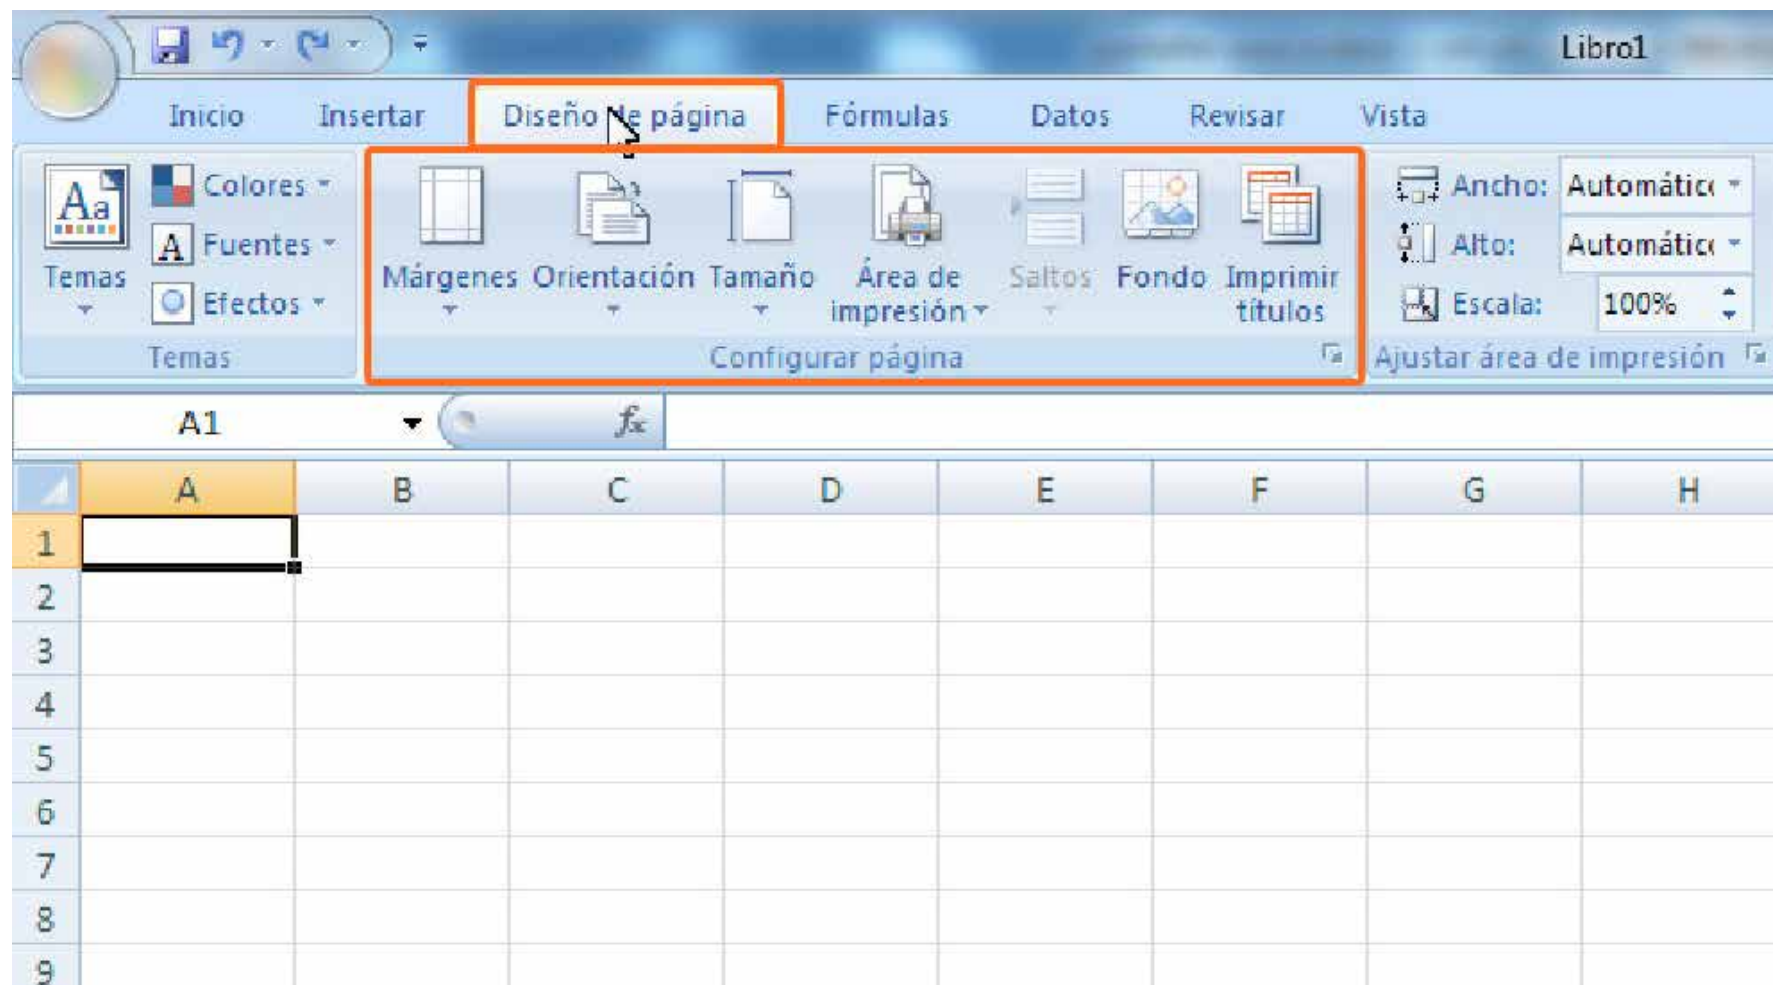 Libro1
Inicio Insertar Diseño de página Fórmulas Datos Revisar Vista
Aa Temas
Colores
A Fuentes
Efectos
Temas
Márgenes Orientación Tamaño Área de impresión Saltos Fondo Imprimir títulos
Configurar página
Ancho: Automátic
Alto: Automátic
Escala: 100%
Ajustar área de impresión
A1 fx
A B C D E F G H
1
2
3
4
5
6
7
8
9